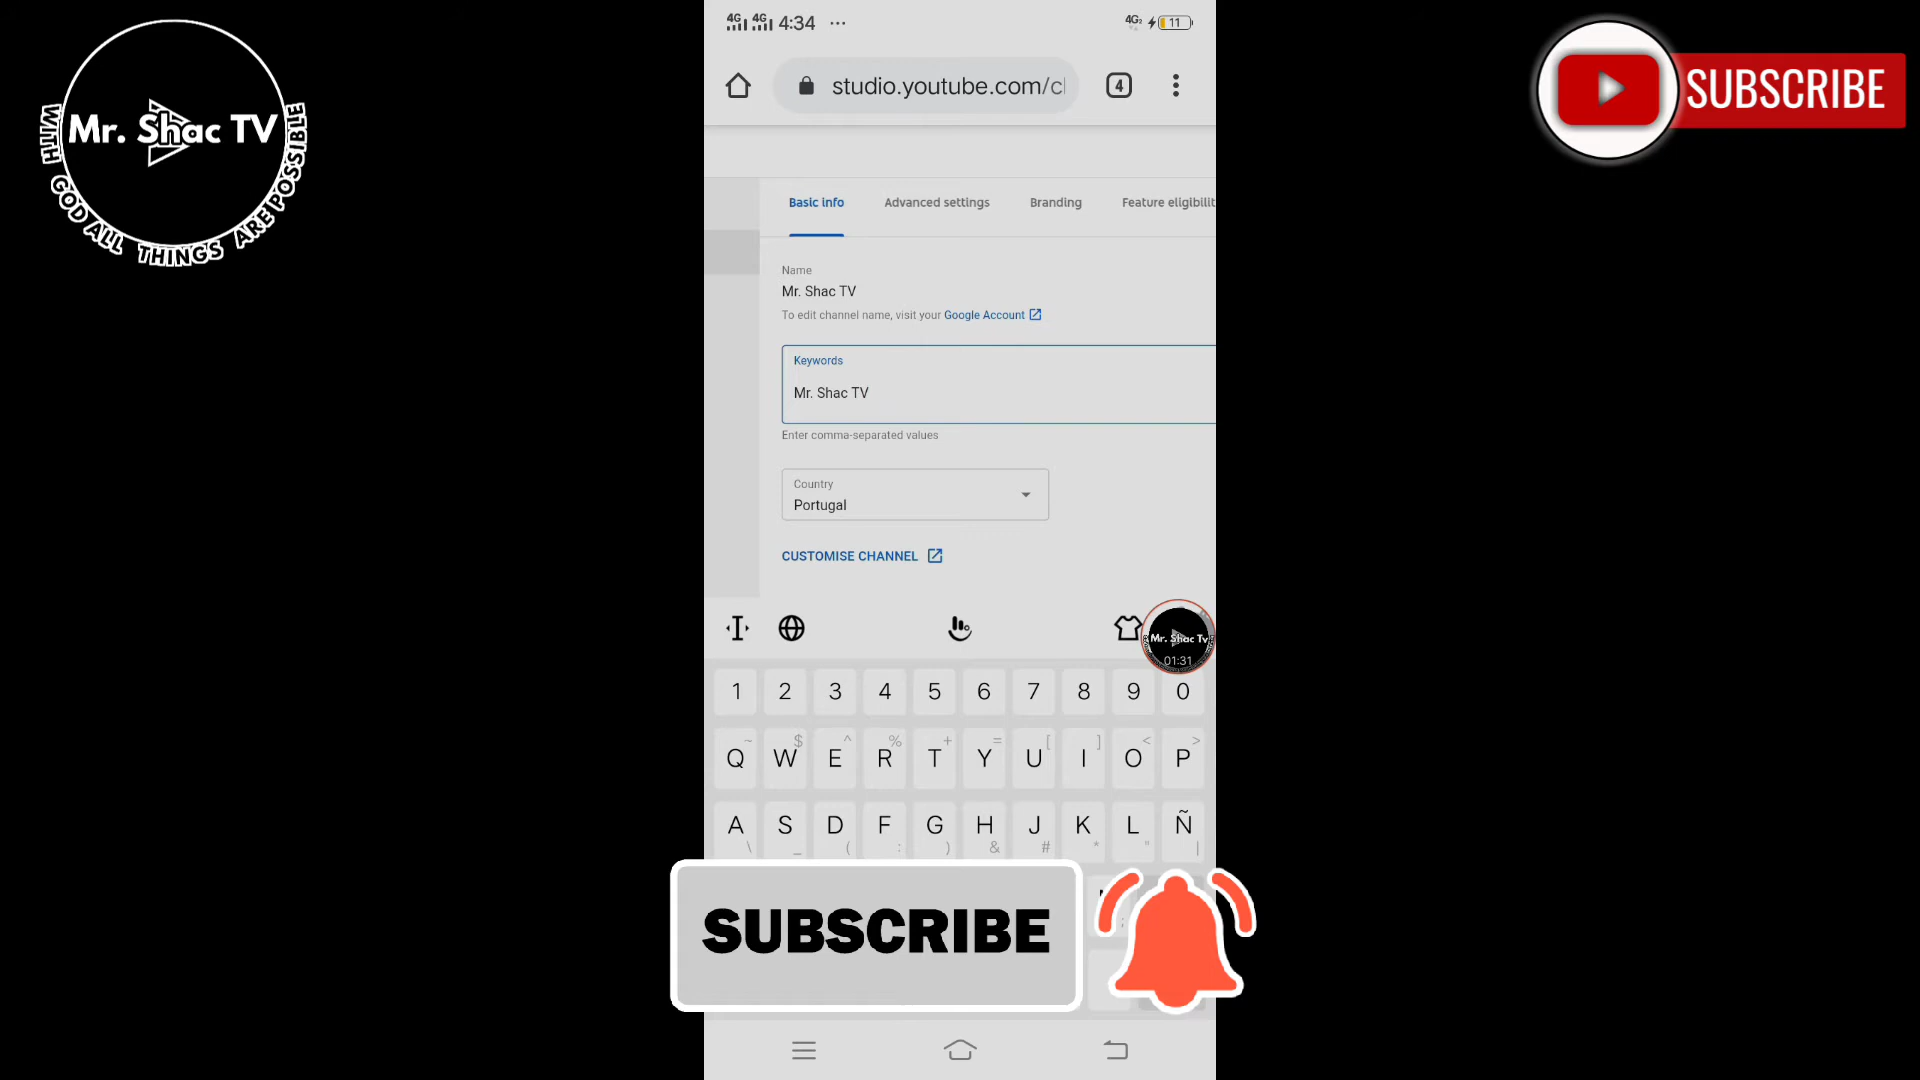 Mr. Shac TV
WITH GOD ALL THINGS ARE POSSIBLE
SUBSCRIBE
4G 4G 4:34 ...
4G2 11
studio.youtube.com/c
4
Basic info Advanced settings Branding Feature eligibilit
Name
Mr. Shac TV
To edit channel name, visit your Google Account
Keywords
Mr. Shac TV
Enter comma-separated values
Country
Portugal
CUSTOMISE CHANNEL
Mr. Shac Tv
01:31
1 2 3 4 5 6 7 8 9 0
~ $ ^ % + = [ ] < >
Q W E R T Y U I O P
A S D F G H J K L Ñ
\ _ ( : ) & # * " |
SUBSCRIBE